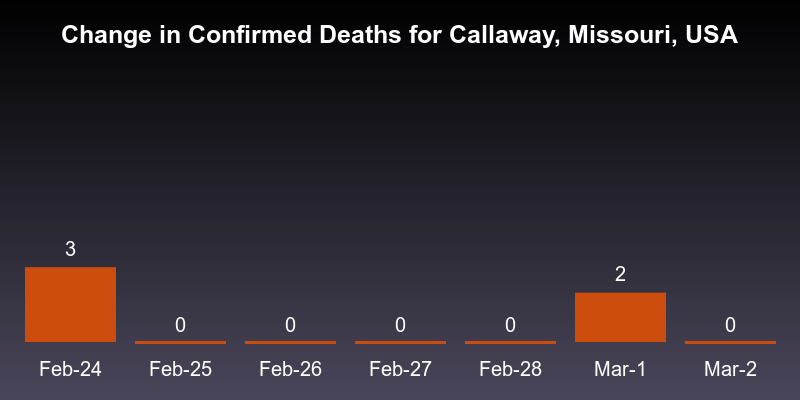 Change in Confirmed Deaths for Callaway, Missouri, USA
3
0
0
0
0
2
0
Feb-24
Feb-25
Feb-26
Feb-27
Feb-28
Mar-1
Mar-2